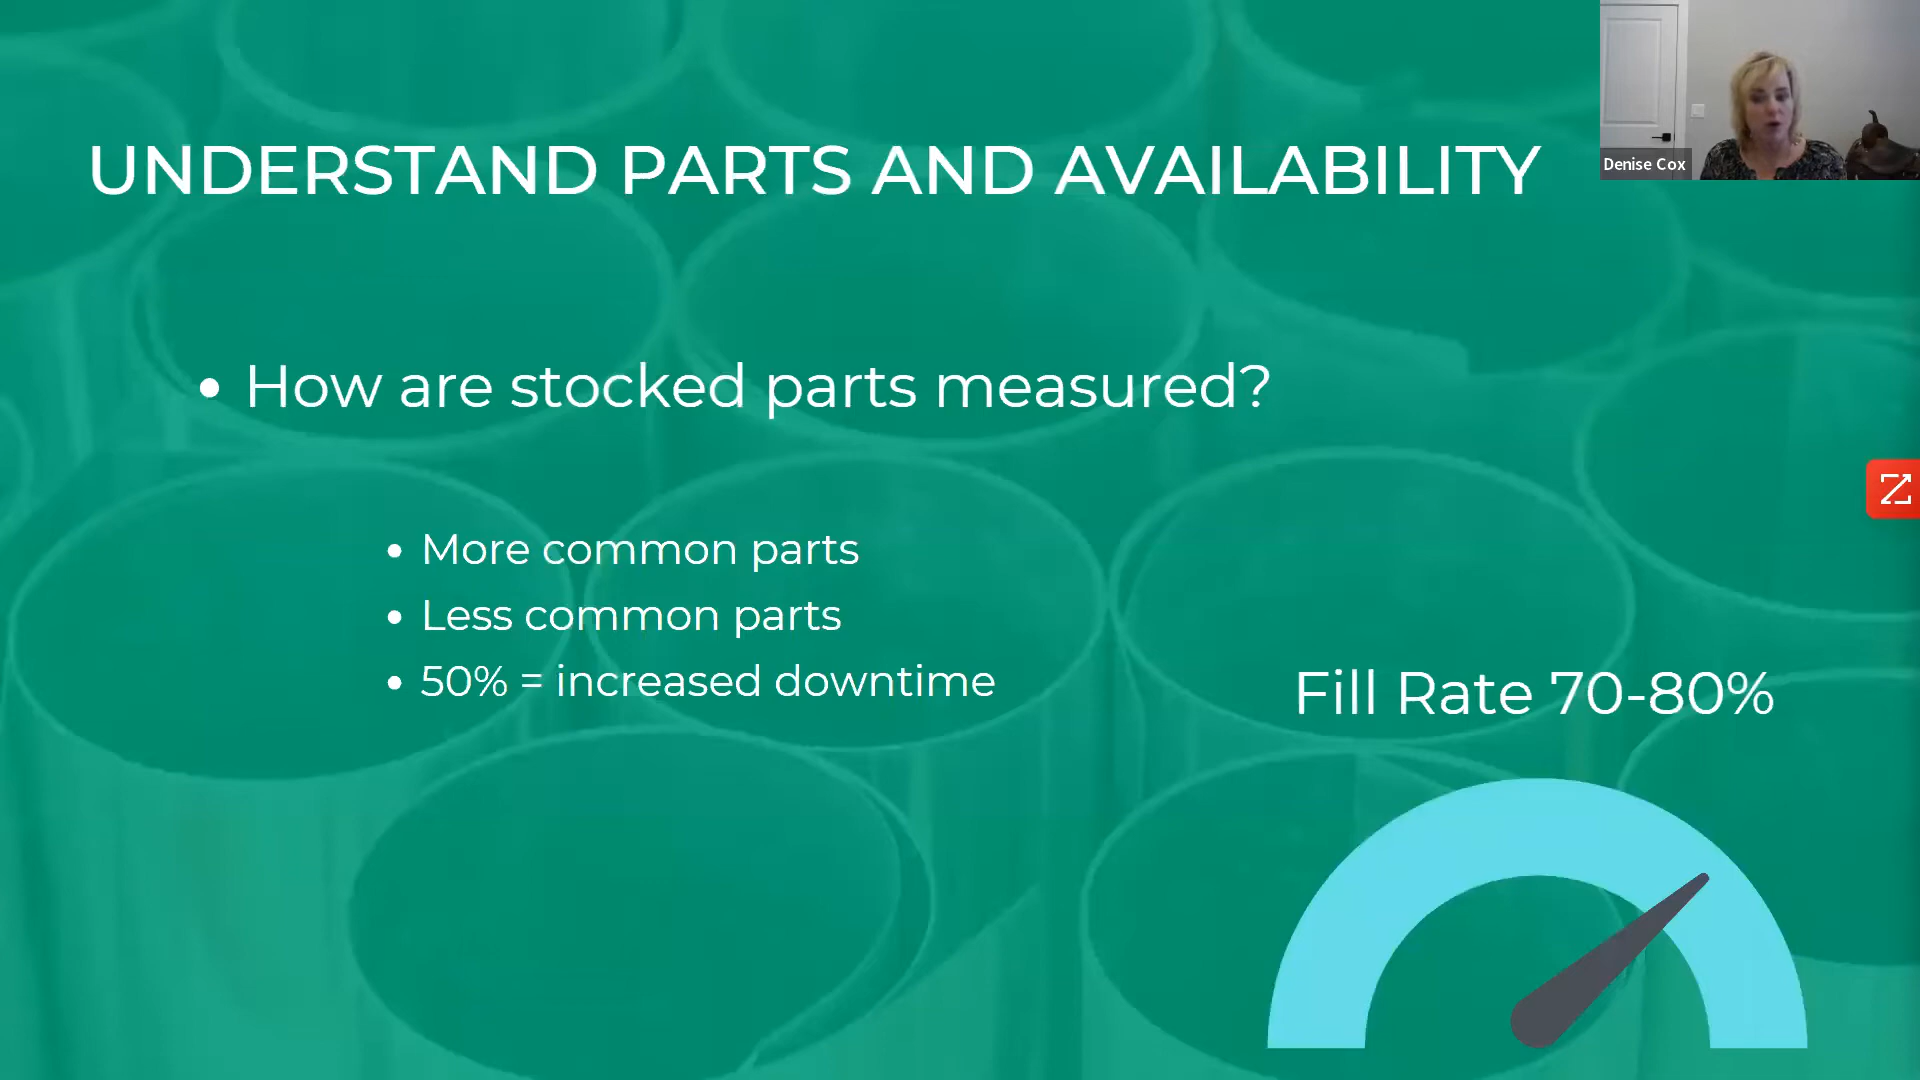 UNDERSTAND PARTS AND AVAILABILITY
Denise Cox
• How are stocked parts measured?
• More common parts
• Less common parts
• 50% = increased downtime
Fill Rate 70-80%